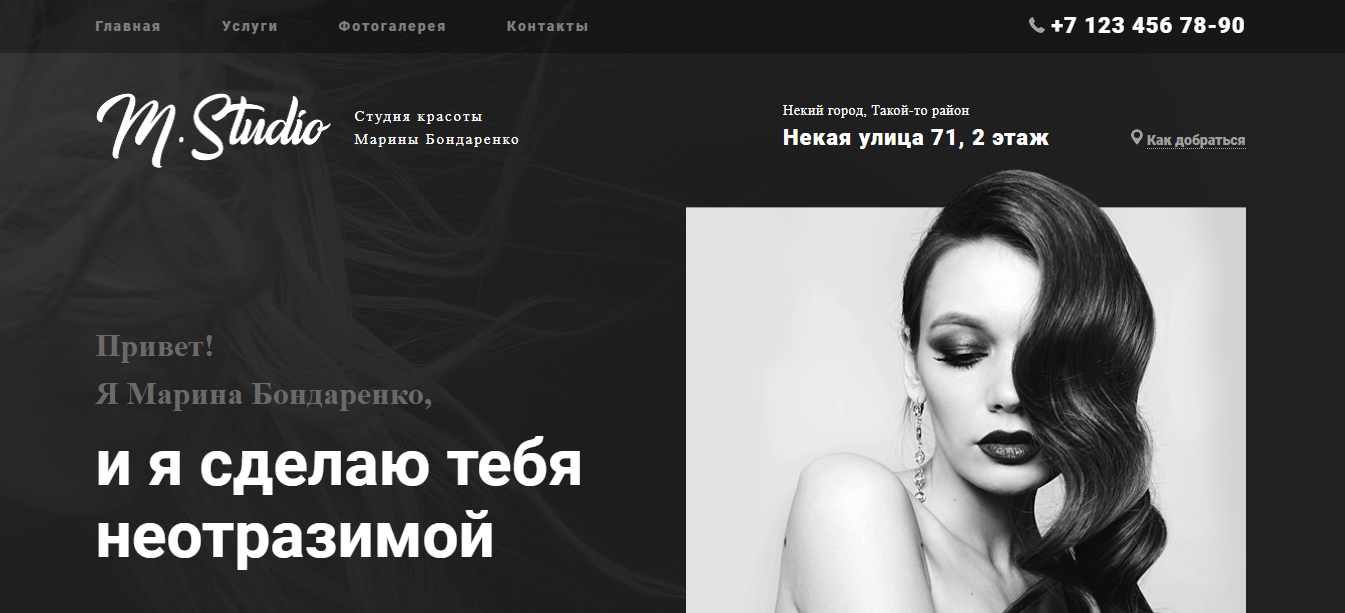 Главная Услуги Фотогалерея Контакты +7 123 456 78-90
M.Studio
Студия красоты
Марины Бондаренко
Некий город, Такой-то район
Некая улица 71, 2 этаж
Как добраться
Привет!
Я Марина Бондаренко,
и я сделаю тебя
неотразимой